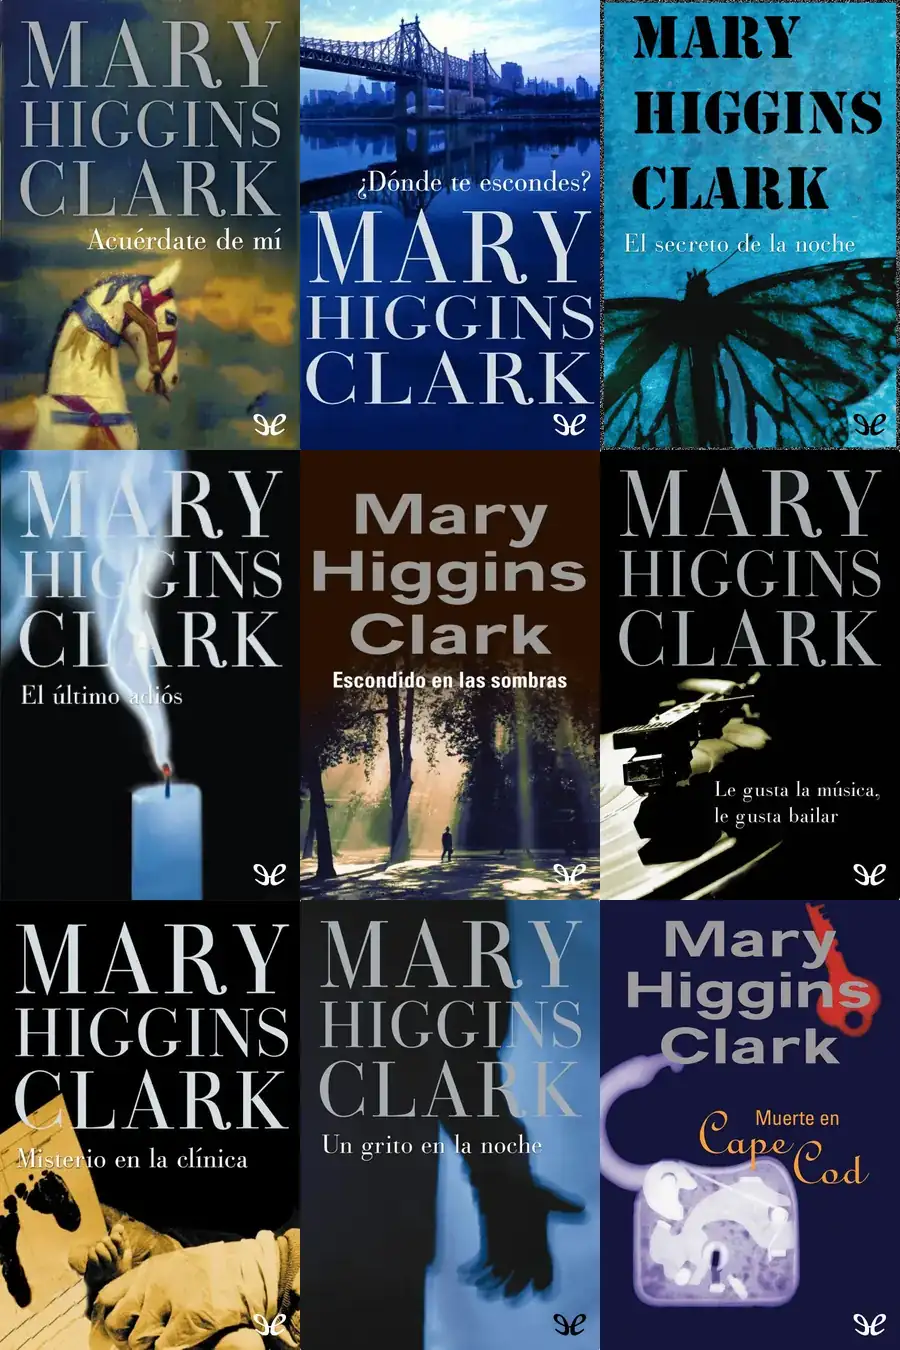 MARY
HIGGINS
CLARK
Acuérdate de mí
¿Dónde te escondes?
MARY
HIGGINS
CLARK
MARY
HIGGINS
CLARK
El secreto de la noche
MARY
HIGGINS
CLARK
El último adiós
Mary
Higgins
Clark
Escondido en las sombras
MARY
HIGGINS
CLARK
Le gusta la música,
le gusta bailar
MARY
HIGGINS
CLARK
Misterio en la clínica
MARY
HIGGINS
CLARK
Un grito en la noche
Mary
Higgins
Clark
Muerte en
Cape
Cod